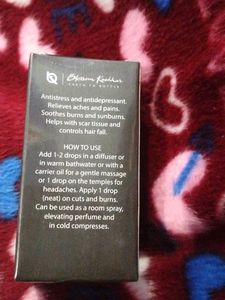 Blossom Kochhar
EARTH TO BOTTLE
Antistress and antidepressant.
Relieves aches and pains.
Soothes burns and sunburns.
Helps with scar tissue and
controls hair fall.
HOW TO USE
Add 1-2 drops in a diffuser or
in warm bathwater or with a
carrier oil for a gentle massage
or 1 drop on the temples for
headaches. Apply 1 drop
(neat) on cuts and burns.
Can be used as a room spray,
elevating perfume and
in cold compresses.